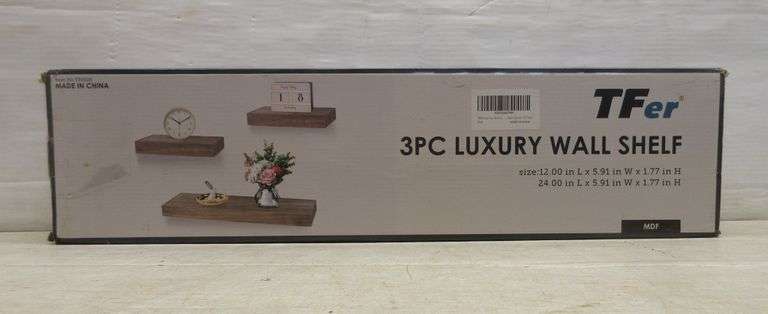 MADE IN CHINA
18
TFer®
3PC LUXURY WALL SHELF
size:12.00 in L x 5.91 in W x 1.77 in H
24.00 in L x 5.91 in W x 1.77 in H
MDF